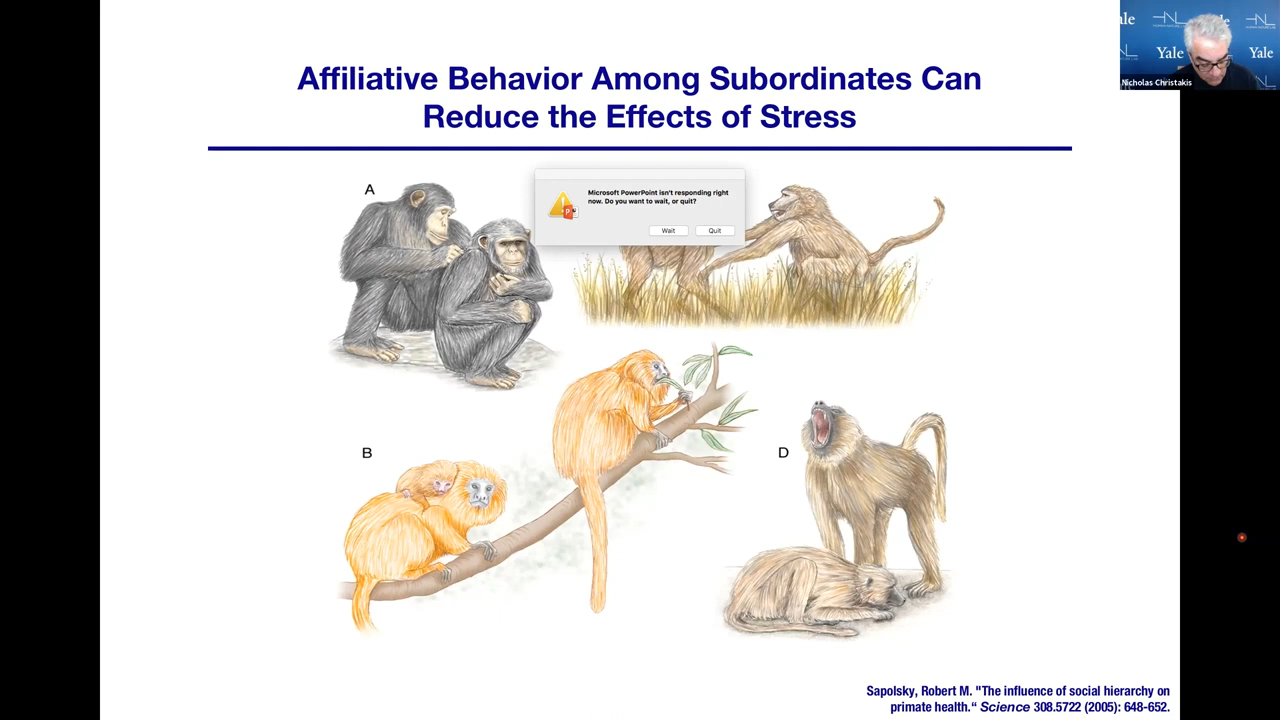 Affiliative Behavior Among Subordinates Can
Reduce the Effects of Stress
A
Microsoft PowerPoint isn't responding right
now. Do you want to wait, or quit?
Wait
Quit
B
D
Sapolsky, Robert M. "The influence of social hierarchy on
primate health.“ Science 308.5722 (2005): 648-652.
Yale
Yale
Nicholas Christakis